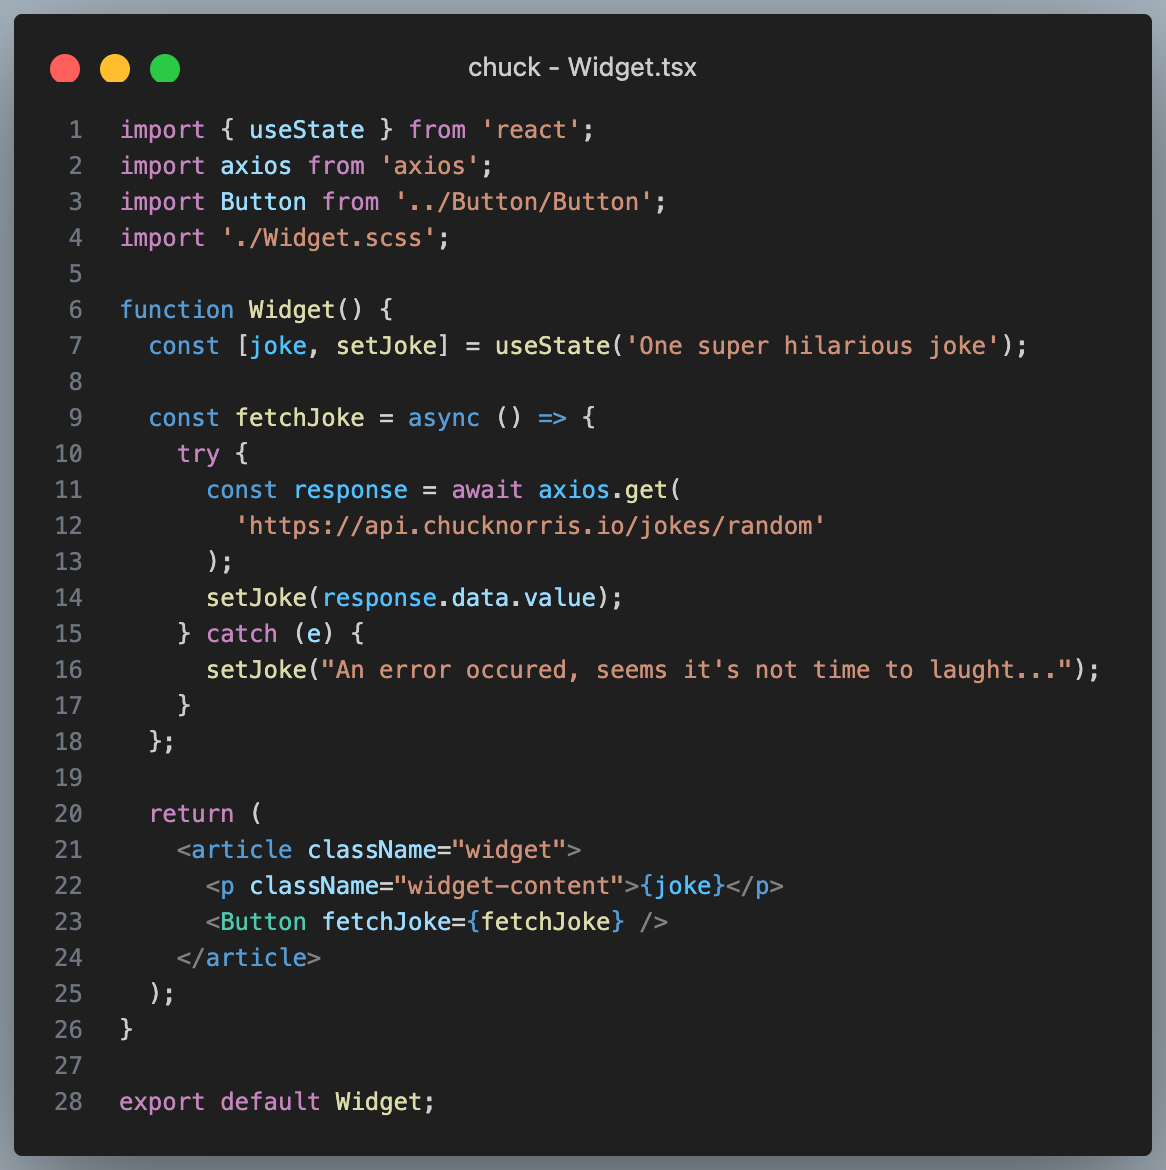 chuck - Widget.tsx
1 import { useState } from 'react';
2 import axios from 'axios';
3 import Button from '../Button/Button';
4 import './Widget.scss';
5
6 function Widget() {
7   const [joke, setJoke] = useState('One super hilarious joke');
8
9   const fetchJoke = async () => {
10     try {
11       const response = await axios.get(
12         'https://api.chucknorris.io/jokes/random'
13       );
14       setJoke(response.data.value);
15     } catch (e) {
16       setJoke("An error occured, seems it's not time to laught...");
17     }
18   };
19
20   return (
21     <article className="widget">
22       <p className="widget-content">{joke}</p>
23       <Button fetchJoke={fetchJoke} />
24     </article>
25   );
26 }
27
28 export default Widget;